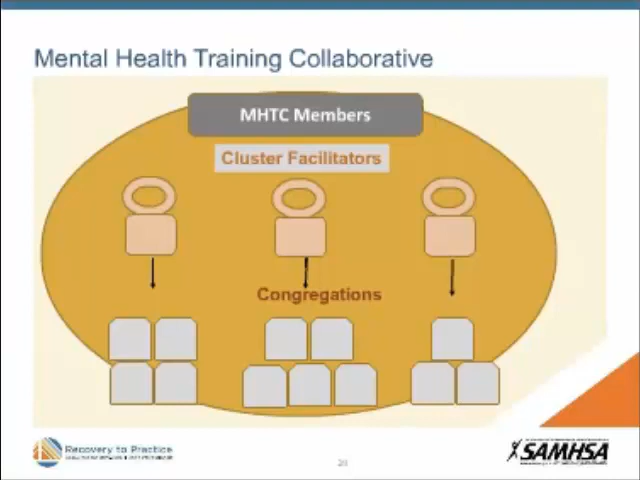 Mental Health Training Collaborative
MHTC Members
Cluster Facilitators
Congregations
Recovery to Practice
SAMHSA